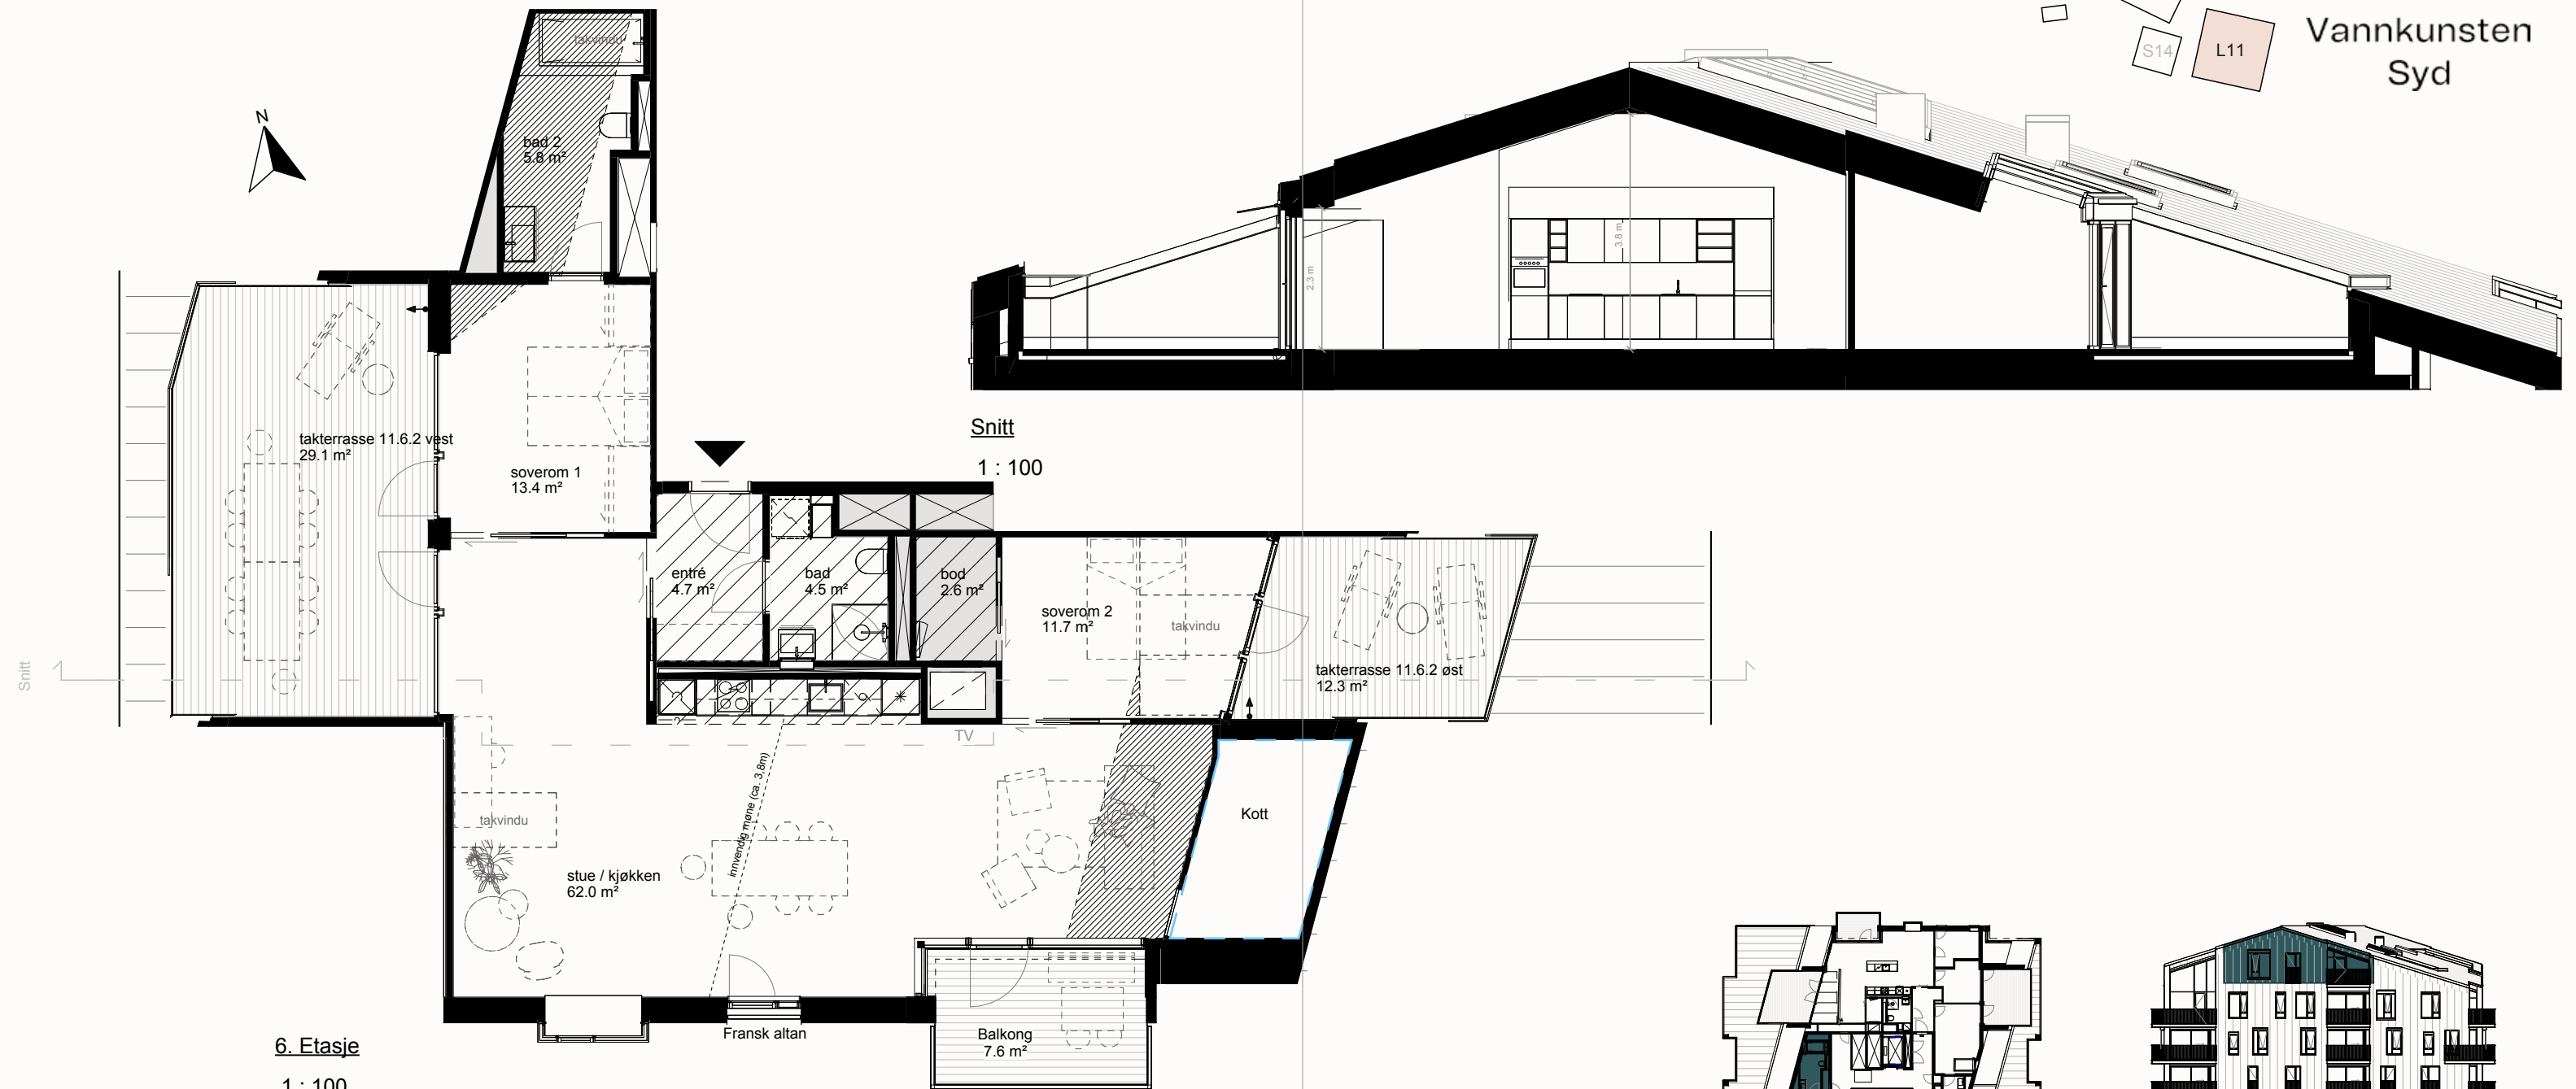 takvindu
S14
L11
Vannkunsten
Syd
N
bad 2
5.8 m²
3.8 m
2.3 m
takterrasse 11.6.2 vest
29.1 m²
soverom 1
13.4 m²
Snitt
1 : 100
entré
4.7 m²
bad
4.5 m²
bod
2.6 m²
soverom 2
11.7 m²
takvindu
takterrasse 11.6.2 øst
12.3 m²
Snitt
TV
innvendig møne (ca. 3,8m)
takvindu
Kott
stue / kjøkken
62.0 m²
Fransk altan
Balkong
7.6 m²
6. Etasje
1 : 100